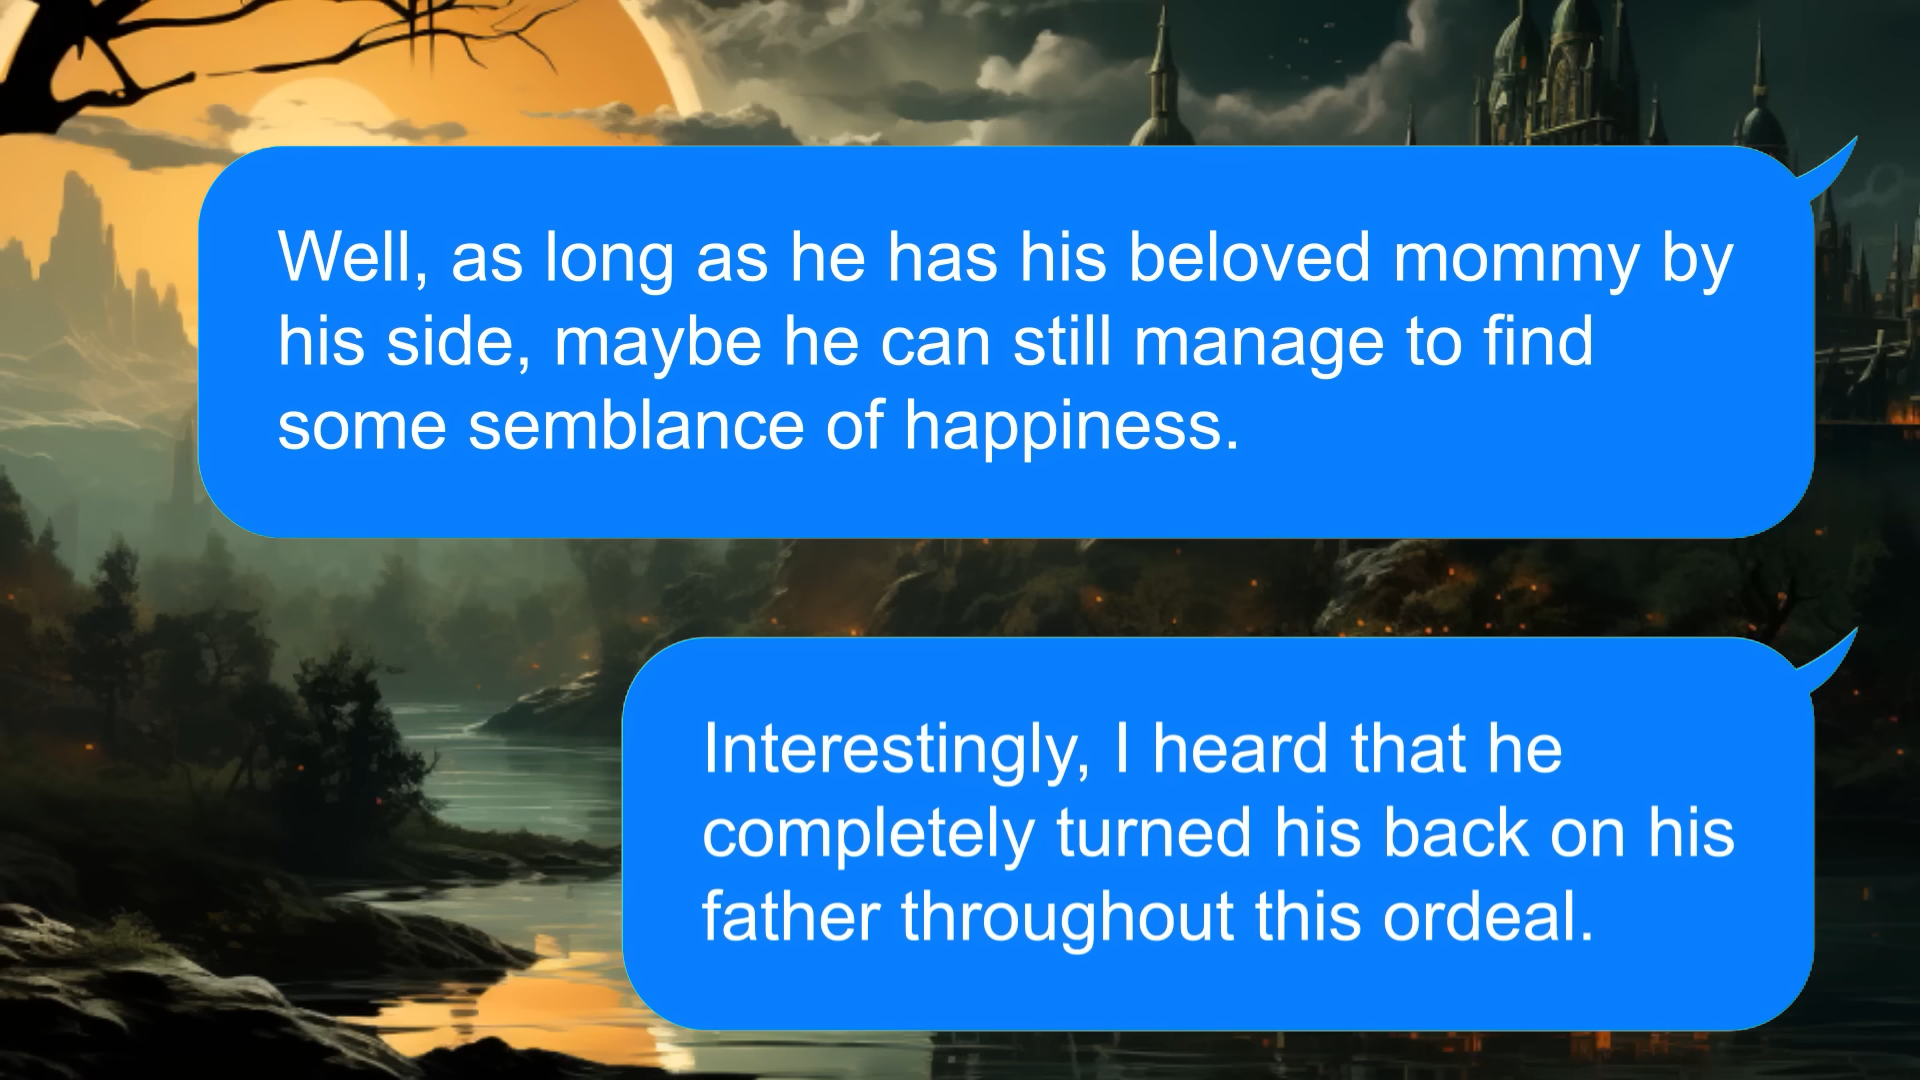 Well, as long as he has his beloved mommy by
his side, maybe he can still manage to find
some semblance of happiness.
Interestingly, I heard that he
completely turned his back on his
father throughout this ordeal.